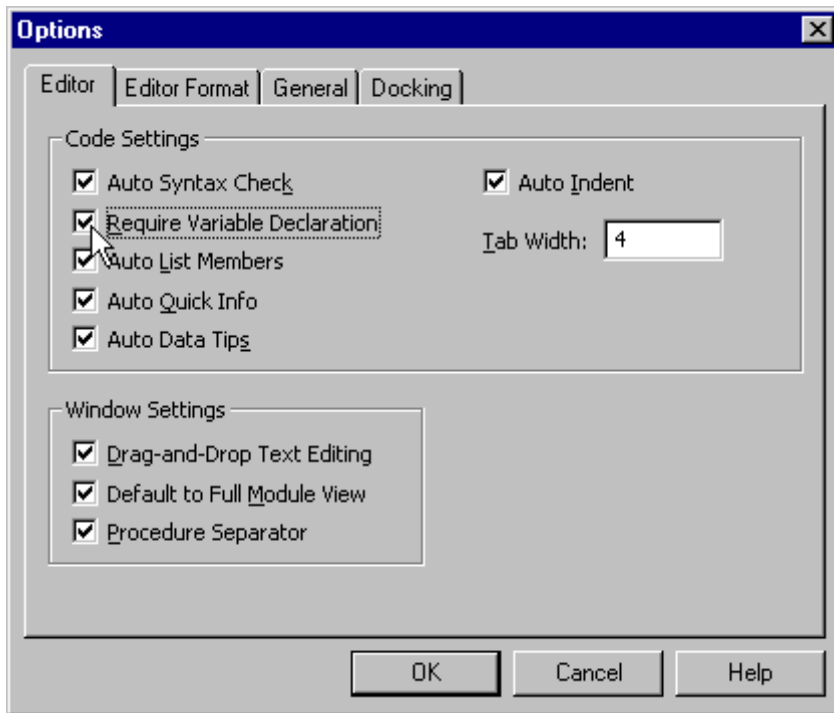 Options
Editor Editor Format General Docking
Code Settings
Auto Syntax Check
Auto Indent
Require Variable Declaration
Tab Width: 4
Auto List Members
Auto Quick Info
Auto Data Tips
Window Settings
Drag-and-Drop Text Editing
Default to Full Module View
Procedure Separator
OK Cancel Help